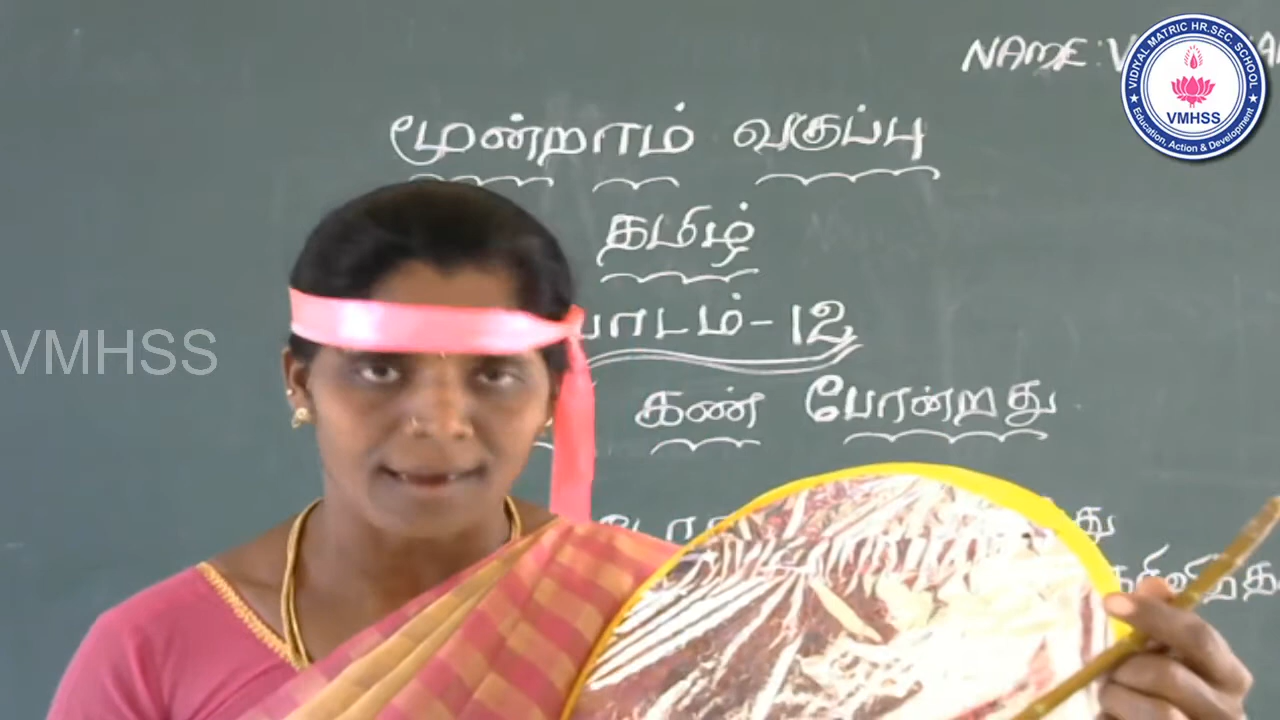 NAME:
மூன்றாம் வகுப்பு
தமிழ்
பாடம்-12
கண் போன்றது
VIDIYAL MATRIC HR.SEC. SCHOOL
VMHSS
Education, Action & Development
VMHSS